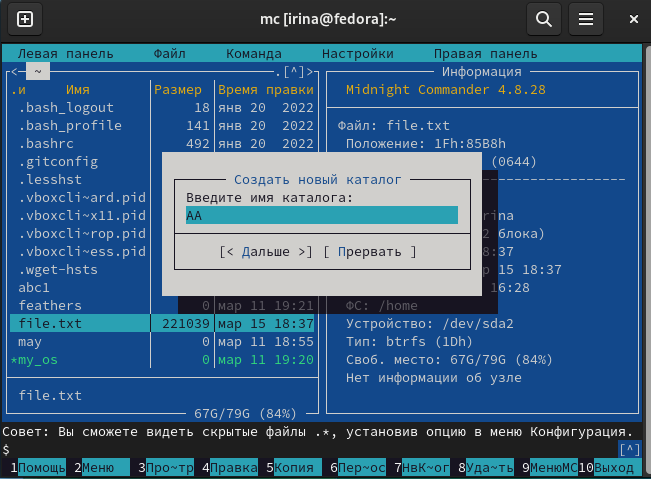 mc [irina@fedora]:~
Левая панель Файл Команда Настройки Правая панель
<— ~ .[^]>
.и Имя Размер Время правки
.bash_logout 18 янв 20 2022
.bash_profile 141 янв 20 2022
.bashrc 492 янв 20 2022
.gitconfig
.lesshst
.vboxcli~ard.pid
.vboxcli~x11.pid
.vboxcli~rop.pid
.vboxcli~ess.pid
.wget-hsts
abc1
feathers 0 мар 11 19:21
file.txt 221039 мар 15 18:37
may 0 мар 11 18:55
*my_os 0 мар 11 19:20
file.txt
67G/79G (84%)
Информация
Midnight Commander 4.8.28
Файл: file.txt
Положение: 1Fh:85B8h
(0644)
rina
2 блока)
8:37
р 15 18:37
16:28
ФС: /home
Устройство: /dev/sda2
Тип: btrfs (1Dh)
Своб. место: 67G/79G (84%)
Нет информации об узле
Создать новый каталог
Введите имя каталога:
AA
[< Дальше >] [ Прервать ]
Совет: Вы сможете видеть скрытые файлы .*, установив опцию в меню Конфигурация.
$ [^]
1Помощь 2Меню 3Про~тр 4Правка 5Копия 6Пер~ос 7НвК~ог 8Уда~ть 9МенюМС10Выход